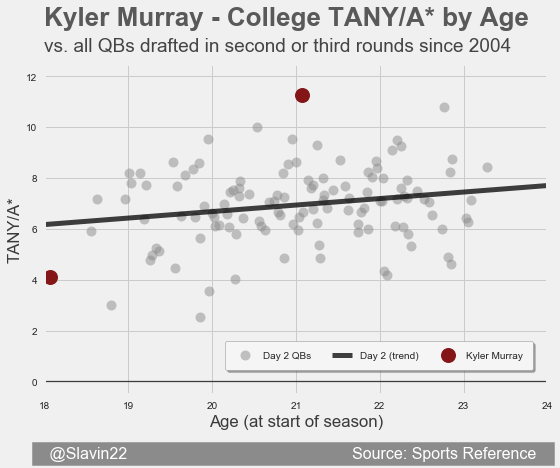 Kyler Murray - College TANY/A* by Age
vs. all QBs drafted in second or third rounds since 2004
12
10
8
6
4
2
0
TANY/A*
Day 2 QBs
Day 2 (trend)
Kyler Murray
18
19
20
21
22
23
24
Age (at start of season)
@Slavin22
Source: Sports Reference